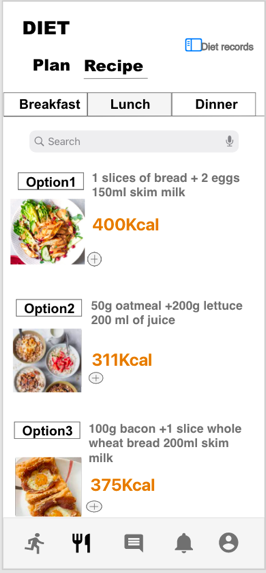 DIET
Diet records
Plan Recipe
Breakfast Lunch Dinner
Search
Option1
1 slices of bread + 2 eggs
150ml skim milk
400Kcal
Option2
50g oatmeal +200g lettuce
200 ml of juice
311Kcal
Option3
100g bacon +1 slice whole
wheat bread 200ml skim
milk
375Kcal